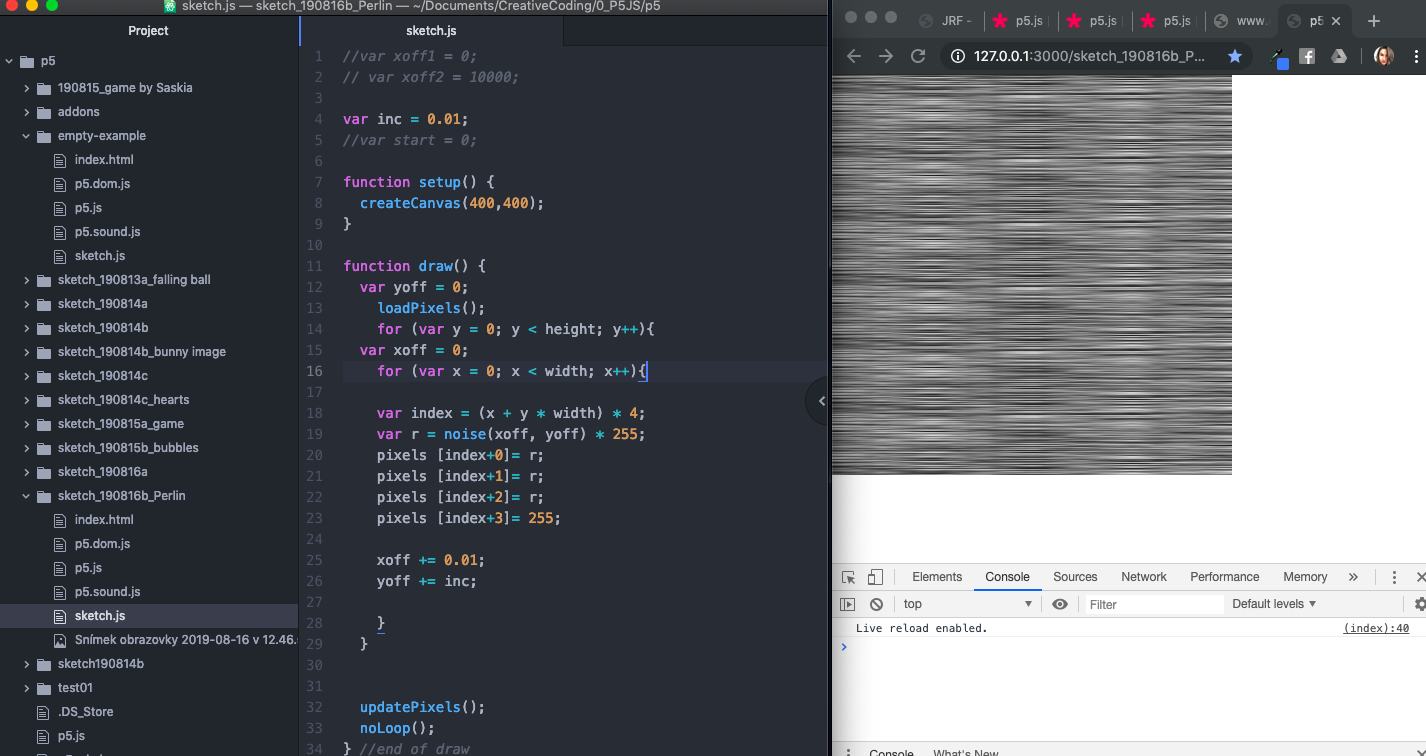 sketch.js — sketch_190816b_Perlin — ~/Documents/CreativeCoding/0_P5JS/p5
Project
p5
190815_game by Saskia
addons
empty-example
index.html
p5.dom.js
p5.js
p5.sound.js
sketch.js
sketch_190813a_falling ball
sketch_190814a
sketch_190814b
sketch_190814b_bunny image
sketch_190814c
sketch_190814c_hearts
sketch_190815a_game
sketch_190815b_bubbles
sketch_190816a
sketch_190816b_Perlin
index.html
p5.dom.js
p5.js
p5.sound.js
sketch.js
Snímek obrazovky 2019-08-16 v 12.46.
sketch190814b
test01
.DS_Store
p5.js
sketch.js
1 //var xoff1 = 0;
2 // var xoff2 = 10000;
3
4 var inc = 0.01;
5 //var start = 0;
6
7 function setup() {
8 createCanvas(400,400);
9 }
10
11 function draw() {
12 var yoff = 0;
13 loadPixels();
14 for (var y = 0; y < height; y++){
15 var xoff = 0;
16 for (var x = 0; x < width; x++){
17
18 var index = (x + y * width) * 4;
19 var r = noise(xoff, yoff) * 255;
20 pixels [index+0]= r;
21 pixels [index+1]= r;
22 pixels [index+2]= r;
23 pixels [index+3]= 255;
24
25 xoff += 0.01;
26 yoff += inc;
27
28 }
29 }
30
31
32 updatePixels();
33 noLoop();
34 } //end of draw
JRF - p5.js p5.js p5.js www. p5
127.0.0.1:3000/sketch_190816b_P...
Elements Console Sources Network Performance Memory »
top Filter Default levels ▼
Live reload enabled. (index):40
>
Console What's New